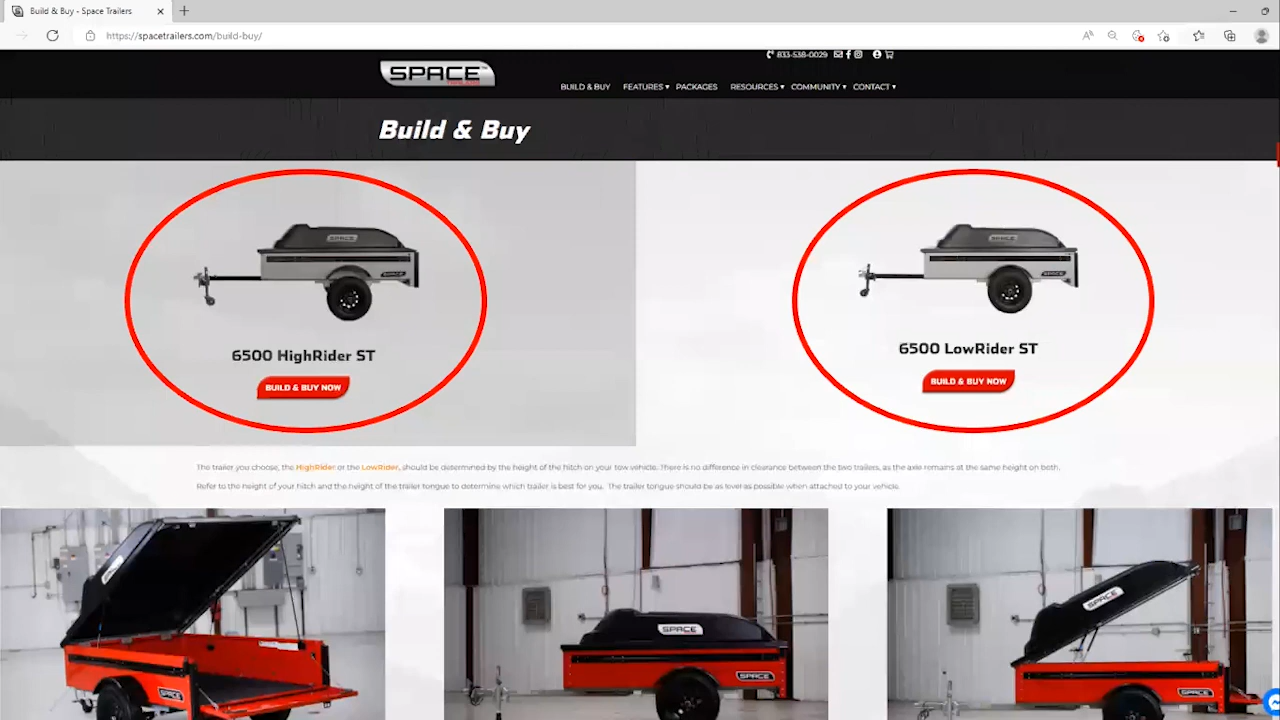 Build & Buy - Space Trailers
https://spacetrailers.com/build-buy/
833-538-0029
SPACE
BUILD & BUY FEATURES PACKAGES RESOURCES COMMUNITY CONTACT
Build & Buy
SPACE
SPACE
6500 HighRider ST
BUILD & BUY NOW
SPACE
SPACE
6500 LowRider ST
BUILD & BUY NOW
The trailer you choose, the HighRider or the LowRider, should be determined by the height of the hitch on your tow vehicle. There is no difference in clearance between the two trailers, as the axle remains at the same height on both.
Refer to the height of your hitch and the height of the trailer tongue to determine which trailer is best for you. The trailer tongue should be as level as possible when attached to your vehicle.
SPACE
SPACE
SPACE
SPACE
SPACE